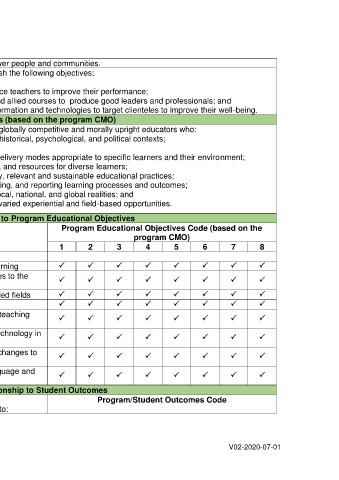 wer people and communities.
sh the following objectives;
ce teachers to improve their performance;
nd allied courses to produce good leaders and professionals; and
ormation and technologies to target clienteles to improve their well-being.
s (based on the program CMO)
globally competitive and morally upright educators who:
historical, psychological, and political contexts;
delivery modes appropriate to specific learners and their environment;
, and resources for diverse learners;
y, relevant and sustainable educational practices;
ing, and reporting learning processes and outcomes;
ocal, national, and global realities; and
varied experiential and field-based opportunities.
to Program Educational Objectives
Program Educational Objectives Code (based on the
program CMO)
1 2 3 4 5 6 7 8
rning ✓ ✓ ✓ ✓ ✓ ✓ ✓ ✓
es to the ✓ ✓ ✓ ✓ ✓ ✓ ✓ ✓
ed fields ✓ ✓ ✓ ✓ ✓ ✓ ✓ ✓
✓ ✓ ✓ ✓ ✓ ✓ ✓ ✓
teaching ✓ ✓ ✓ ✓ ✓ ✓ ✓ ✓
chnology in ✓ ✓ ✓ ✓ ✓ ✓ ✓ ✓
changes to ✓ ✓ ✓ ✓ ✓ ✓ ✓ ✓
guage and ✓ ✓ ✓ ✓ ✓ ✓ ✓ ✓
onship to Student Outcomes
Program/Student Outcomes Code
to:
V02-2020-07-01